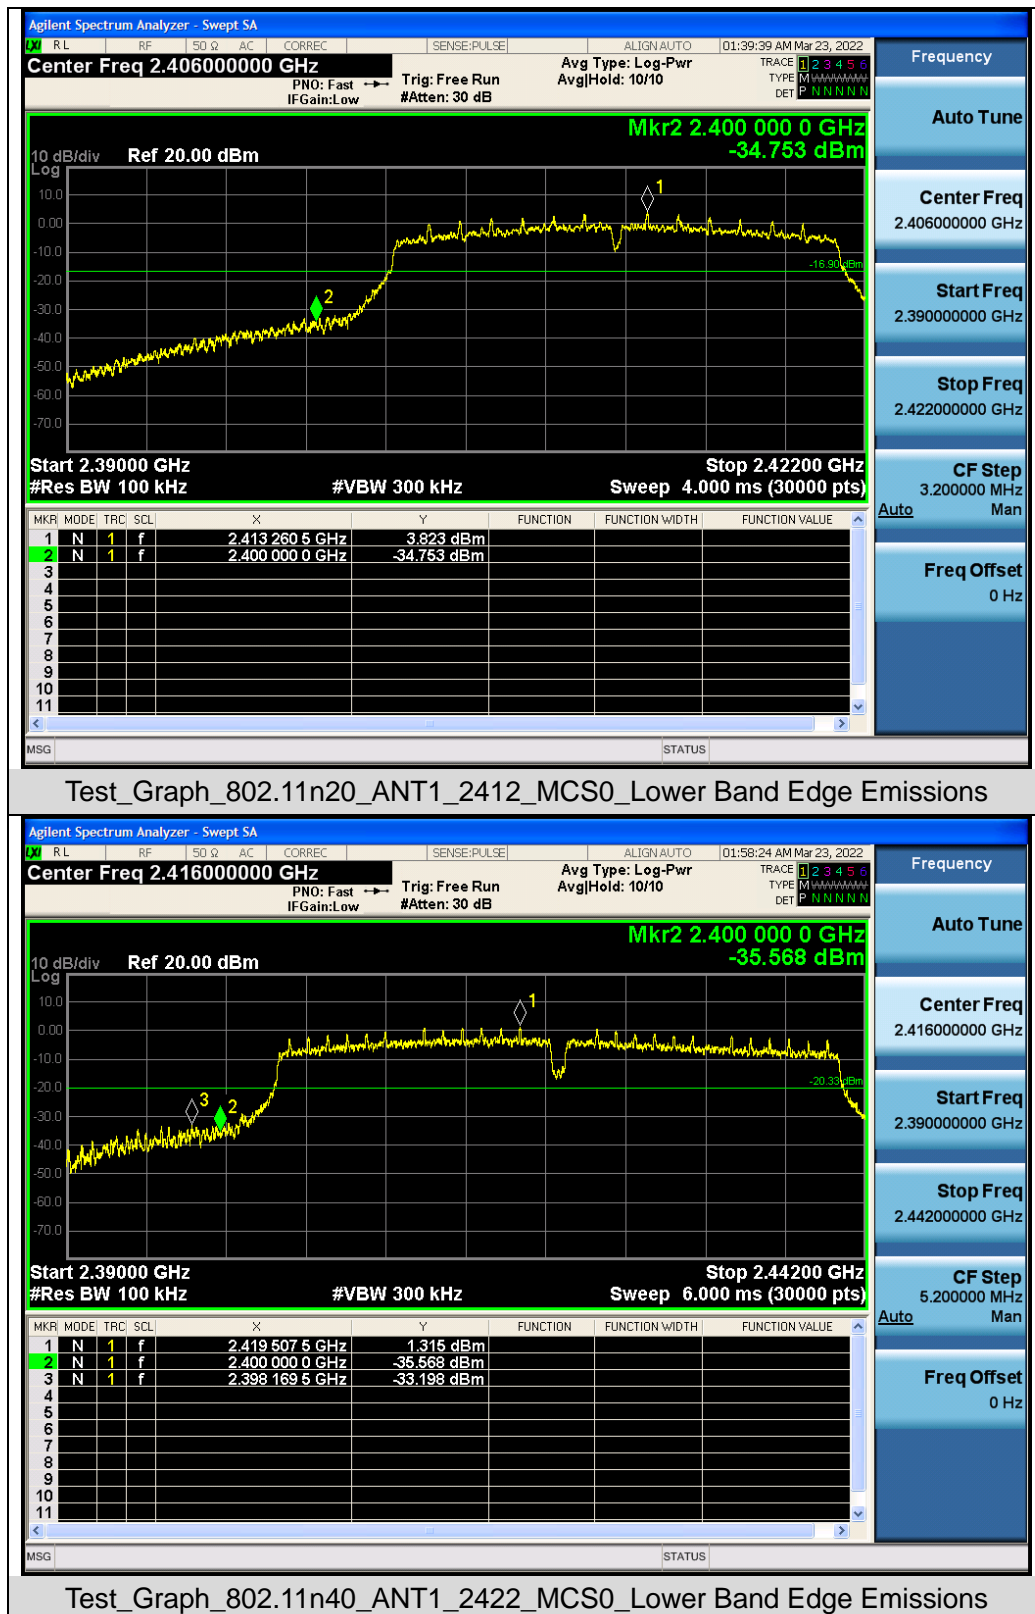 Agilent Spectrum Analyzer - Swept SA
LXI RL RF 50 Ω AC CORREC SENSE:PULSE ALIGN AUTO 01:39:39 AM Mar 23, 2022
Center Freq 2.406000000 GHz
PNO: Fast
IFGain:Low
Trig: Free Run
#Atten: 30 dB
Avg Type: Log-Pwr
Avg|Hold: 10/10
TRACE 1 2 3 4 5 6
TYPE M
DET P N N N N N
Mkr2 2.400 000 0 GHz
-34.753 dBm
10 dB/div Ref 20.00 dBm
Log
10.0
0.00
-10.0
-20.0
-30.0
-40.0
-50.0
-60.0
-70.0
1
2
-16.90 dBm
Start 2.39000 GHz Stop 2.42200 GHz
#Res BW 100 kHz #VBW 300 kHz Sweep 4.000 ms (30000 pts)
MKR MODE TRC SCL X Y FUNCTION FUNCTION WIDTH FUNCTION VALUE
1 N 1 f 2.413 260 5 GHz 3.823 dBm
2 N 1 f 2.400 000 0 GHz -34.753 dBm
3
4
5
6
7
8
9
10
11
MSG STATUS
Frequency
Auto Tune
Center Freq
2.406000000 GHz
Start Freq
2.390000000 GHz
Stop Freq
2.422000000 GHz
CF Step
3.200000 MHz
Auto Man
Freq Offset
0 Hz
Test_Graph_802.11n20_ANT1_2412_MCS0_Lower Band Edge Emissions
Agilent Spectrum Analyzer - Swept SA
LXI RL RF 50 Ω AC CORREC SENSE:PULSE ALIGN AUTO 01:58:24 AM Mar 23, 2022
Center Freq 2.416000000 GHz
PNO: Fast
IFGain:Low
Trig: Free Run
#Atten: 30 dB
Avg Type: Log-Pwr
Avg|Hold: 10/10
TRACE 1 2 3 4 5 6
TYPE M
DET P N N N N N
Mkr2 2.400 000 0 GHz
-35.568 dBm
10 dB/div Ref 20.00 dBm
Log
10.0
0.00
-10.0
-20.0
-30.0
-40.0
-50.0
-60.0
-70.0
1
3
2
-20.33 dBm
Start 2.39000 GHz Stop 2.44200 GHz
#Res BW 100 kHz #VBW 300 kHz Sweep 6.000 ms (30000 pts)
MKR MODE TRC SCL X Y FUNCTION FUNCTION WIDTH FUNCTION VALUE
1 N 1 f 2.419 507 5 GHz 1.315 dBm
2 N 1 f 2.400 000 0 GHz -35.568 dBm
3 N 1 f 2.398 169 5 GHz -33.198 dBm
4
5
6
7
8
9
10
11
MSG STATUS
Frequency
Auto Tune
Center Freq
2.416000000 GHz
Start Freq
2.390000000 GHz
Stop Freq
2.442000000 GHz
CF Step
5.200000 MHz
Auto Man
Freq Offset
0 Hz
Test_Graph_802.11n40_ANT1_2422_MCS0_Lower Band Edge Emissions